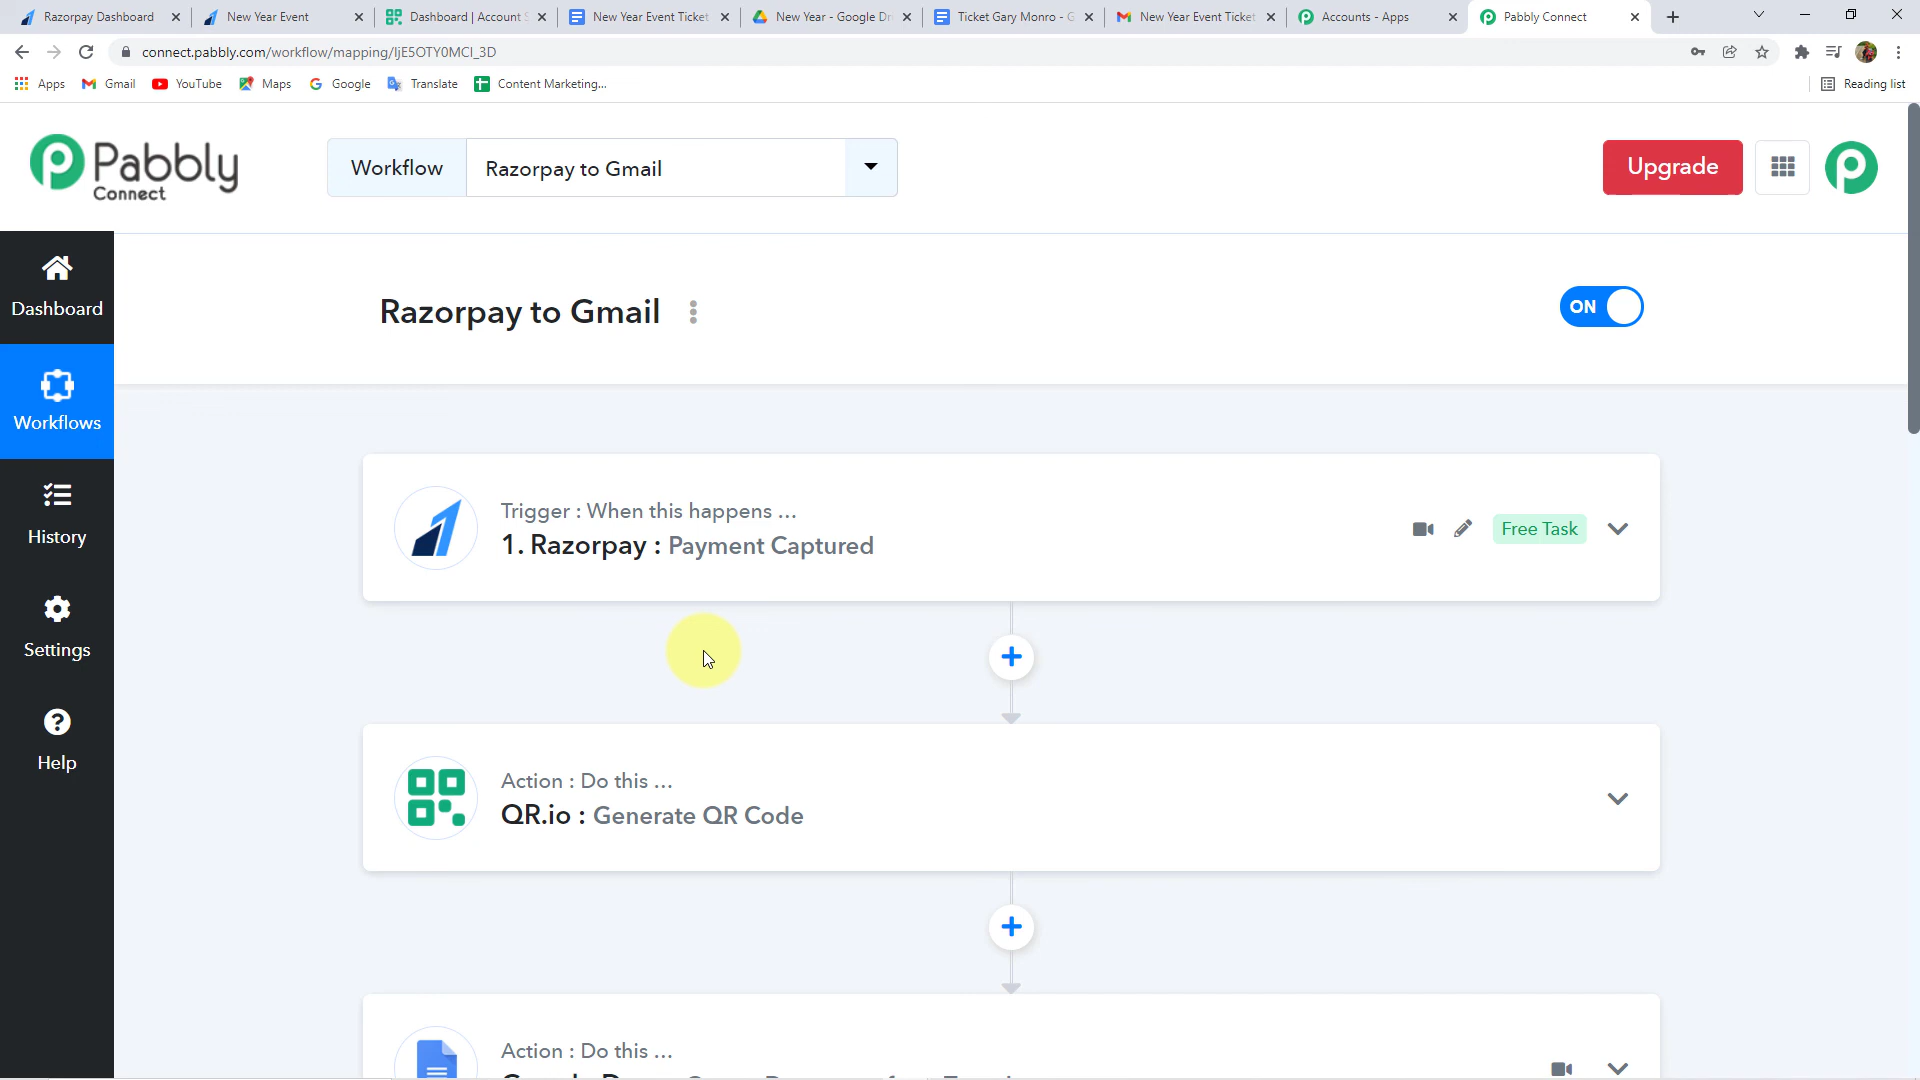 Razorpay Dashboard
New Year Event
Dashboard | Account S
New Year Event Ticket
New Year - Google Dri
Ticket Gary Monro - G
New Year Event Ticket
Accounts - Apps
Pabbly Connect
connect.pabbly.com/workflow/mapping/IjE5OTY0MCI_3D
Apps
Gmail
YouTube
Maps
Google
Translate
Content Marketing...
Reading list
Pabbly
Connect
Workflow
Razorpay to Gmail
Upgrade
Dashboard
Workflows
History
Settings
Help
Razorpay to Gmail
ON
Trigger : When this happens ...
1. Razorpay : Payment Captured
Free Task
Action : Do this ...
QR.io : Generate QR Code
Action : Do this ...